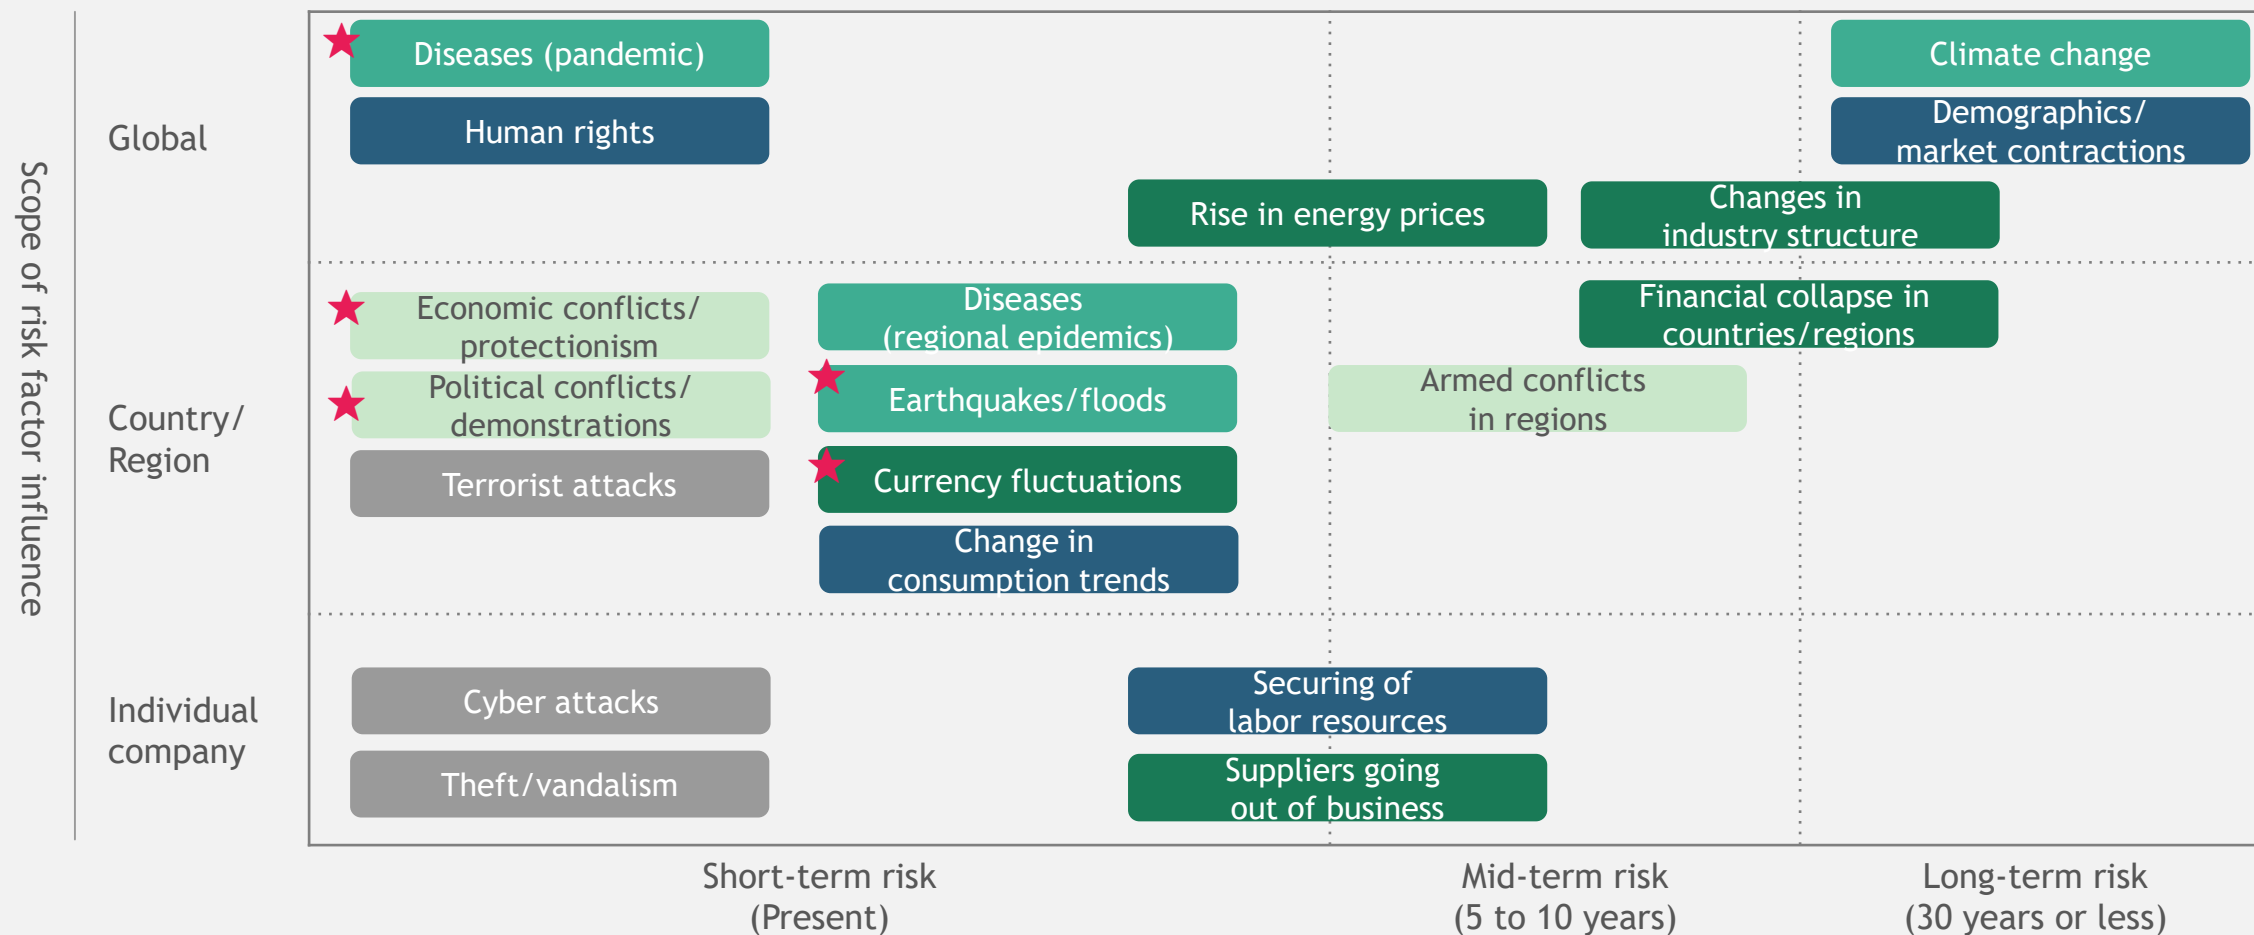 Scope of risk factor influence
Global
Diseases (pandemic)
Human rights
Climate change
Demographics/
market contractions
Rise in energy prices
Changes in
industry structure
Country/
Region
Economic conflicts/
protectionism
Political conflicts/
demonstrations
Terrorist attacks
Diseases
(regional epidemics)
Earthquakes/floods
Currency fluctuations
Change in
consumption trends
Financial collapse in
countries/regions
Armed conflicts
in regions
Individual
company
Cyber attacks
Theft/vandalism
Securing of
labor resources
Suppliers going
out of business
Short-term risk
(Present)
Mid-term risk
(5 to 10 years)
Long-term risk
(30 years or less)